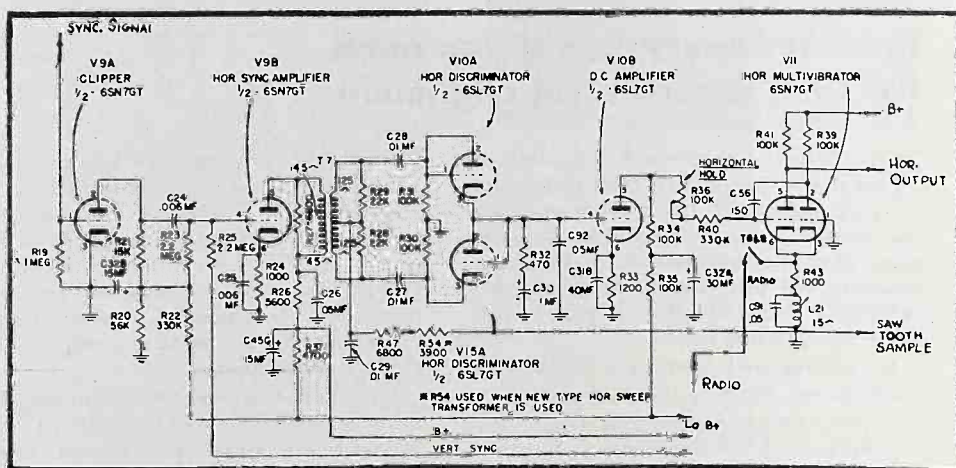 SYNC. SIGNAL
V9A
CLIPPER
1/2 - 6SN7GT
V9B
HOR SYNC AMPLIFIER
1/2 - 6SN7GT
V10A
HOR DISCRIMINATOR
1/2 - 6SL7GT
V10B
D.C. AMPLIFIER
1/2 - 6SL7GT
V11
HOR MULTIVIBRATOR
6SN7GT
B+
R41
100K
R39
100K
HOR.
OUTPUT
HORIZONTAL
HOLD
R36
100K
C56
150
R40
330K
TELE
RADIO
R43
1000
C91
.05
L21
15~
SAW
TOOTH
SAMPLE
RADIO
R19
.1 MEG
C32B
15MF
R21
15K
C24
.006MF
R23
2.2
MEG
R20
56K
R22
330K
R25
2.2 MEG
C25
.006
MF
R24
1000
R26
5600
C26
.05MF
C45G
15MF
R37
4700
T7
C28
.01MF
R29
22K
R31
100K
R28
22K
R30
100K
C27
.01MF
R47
6800
R54*
3900
C29
.01 MF
V15A
HOR DISCRIMINATOR
1/2 6SL7GT
*R54 USED WHEN NEW TYPE HOR SWEEP
TRANSFORMER IS USED
R32
470
C33
.1 MF
C92
.05MF
C31B
40MF
R33
1200
R34
100K
R35
100K
C32A
30MF
Lo B+
B+
VERT SYNC